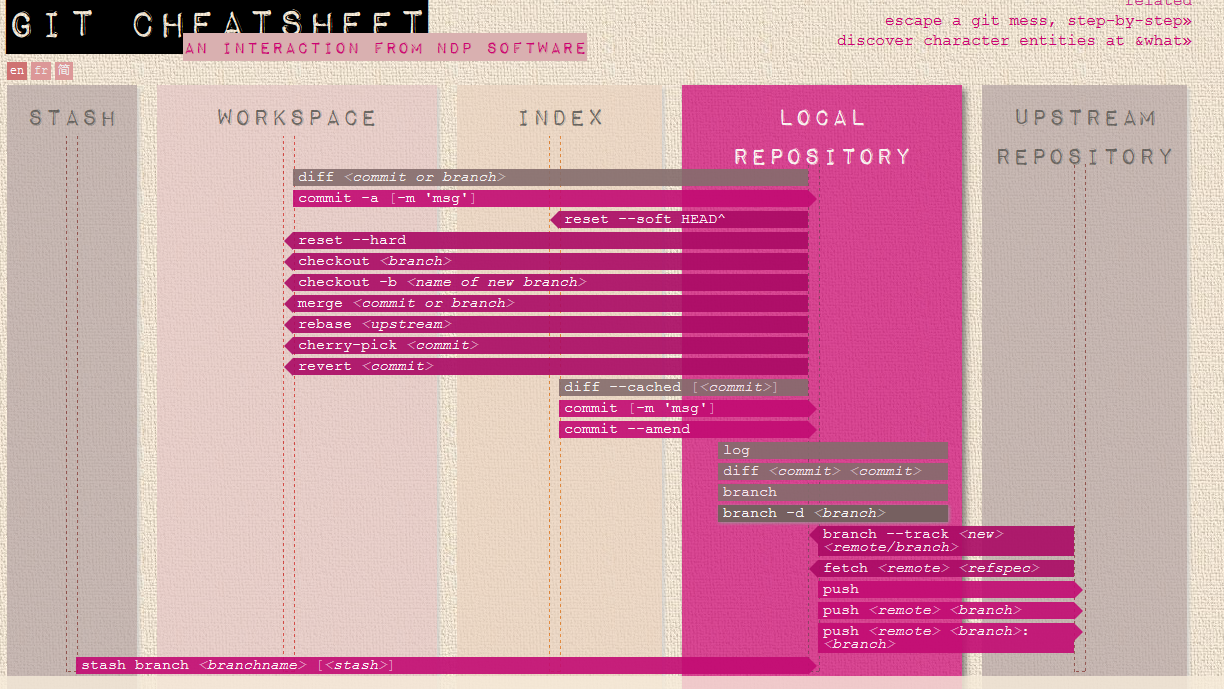 GIT CHEATSHEET
AN INTERACTION FROM NDP SOFTWARE
related
escape a git mess, step-by-step»
discover character entities at &what»
en fr 简
STASH
WORKSPACE
INDEX
LOCAL
REPOSITORY
UPSTREAM
REPOSITORY
diff <commit or branch>
commit -a [-m 'msg']
reset --soft HEAD^
reset --hard
checkout <branch>
checkout -b <name of new branch>
merge <commit or branch>
rebase <upstream>
cherry-pick <commit>
revert <commit>
diff --cached [<commit>]
commit [-m 'msg']
commit --amend
log
diff <commit> <commit>
branch
branch -d <branch>
branch --track <new>
<remote/branch>
fetch <remote> <refspec>
push
push <remote> <branch>
push <remote> <branch>:
<branch>
stash branch <branchname> [<stash>]